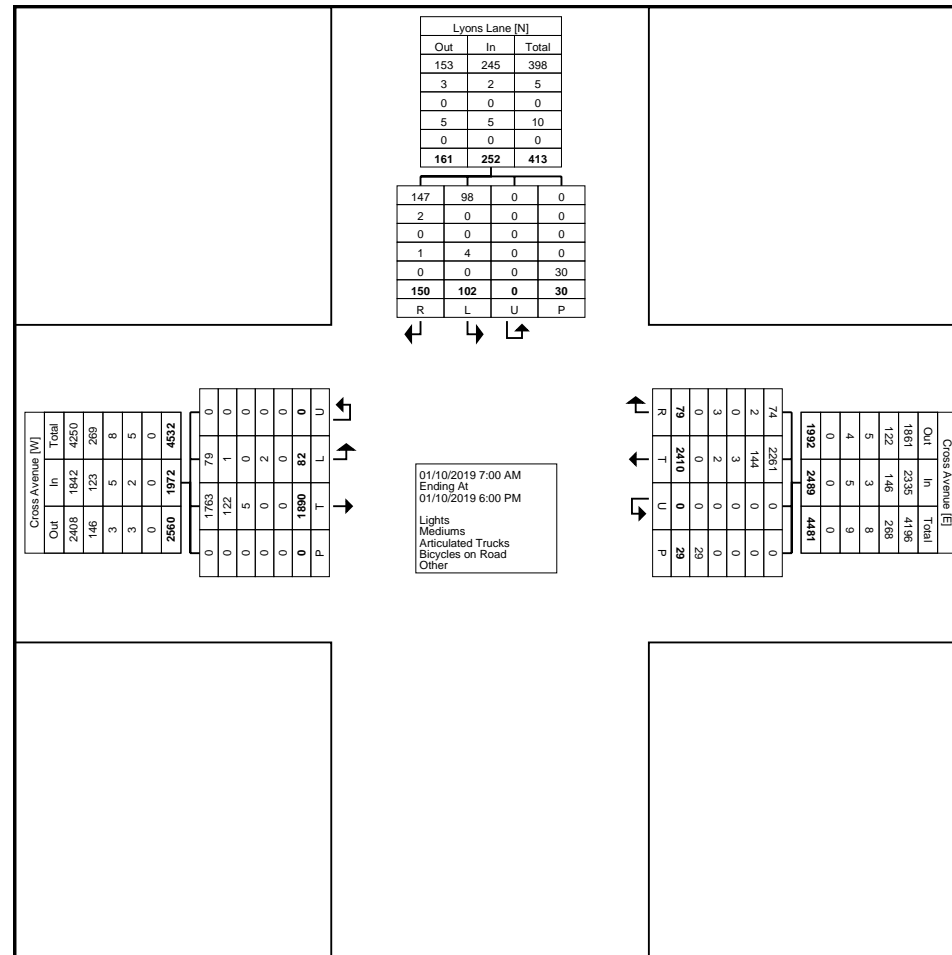 Lyons Lane [N]
Out In Total
153 245 398
3 2 5
0 0 0
5 5 10
0 0 0
161 252 413
147 98 0 0
2 0 0 0
0 0 0 0
1 4 0 0
0 0 0 30
150 102 0 30
R L U P
Cross Avenue [W]
Out In Total
2408 1842 4250
146 123 269
3 5 8
3 2 5
0 0 0
2560 1972 4532
0 1763 79 0
0 122 1 0
0 5 0 0
0 0 2 0
0 0 0 0
0 1890 82 0
P T L U
01/10/2019 7:00 AM
Ending At
01/10/2019 6:00 PM
Lights
Mediums
Articulated Trucks
Bicycles on Road
Other
Cross Avenue [E]
Out In Total
1861 2335 4196
122 146 268
5 3 8
4 5 9
0 0 0
1992 2489 4481
74 2261 0 0
2 144 0 0
0 3 0 0
3 2 0 0
0 0 0 29
79 2410 0 29
R T U P